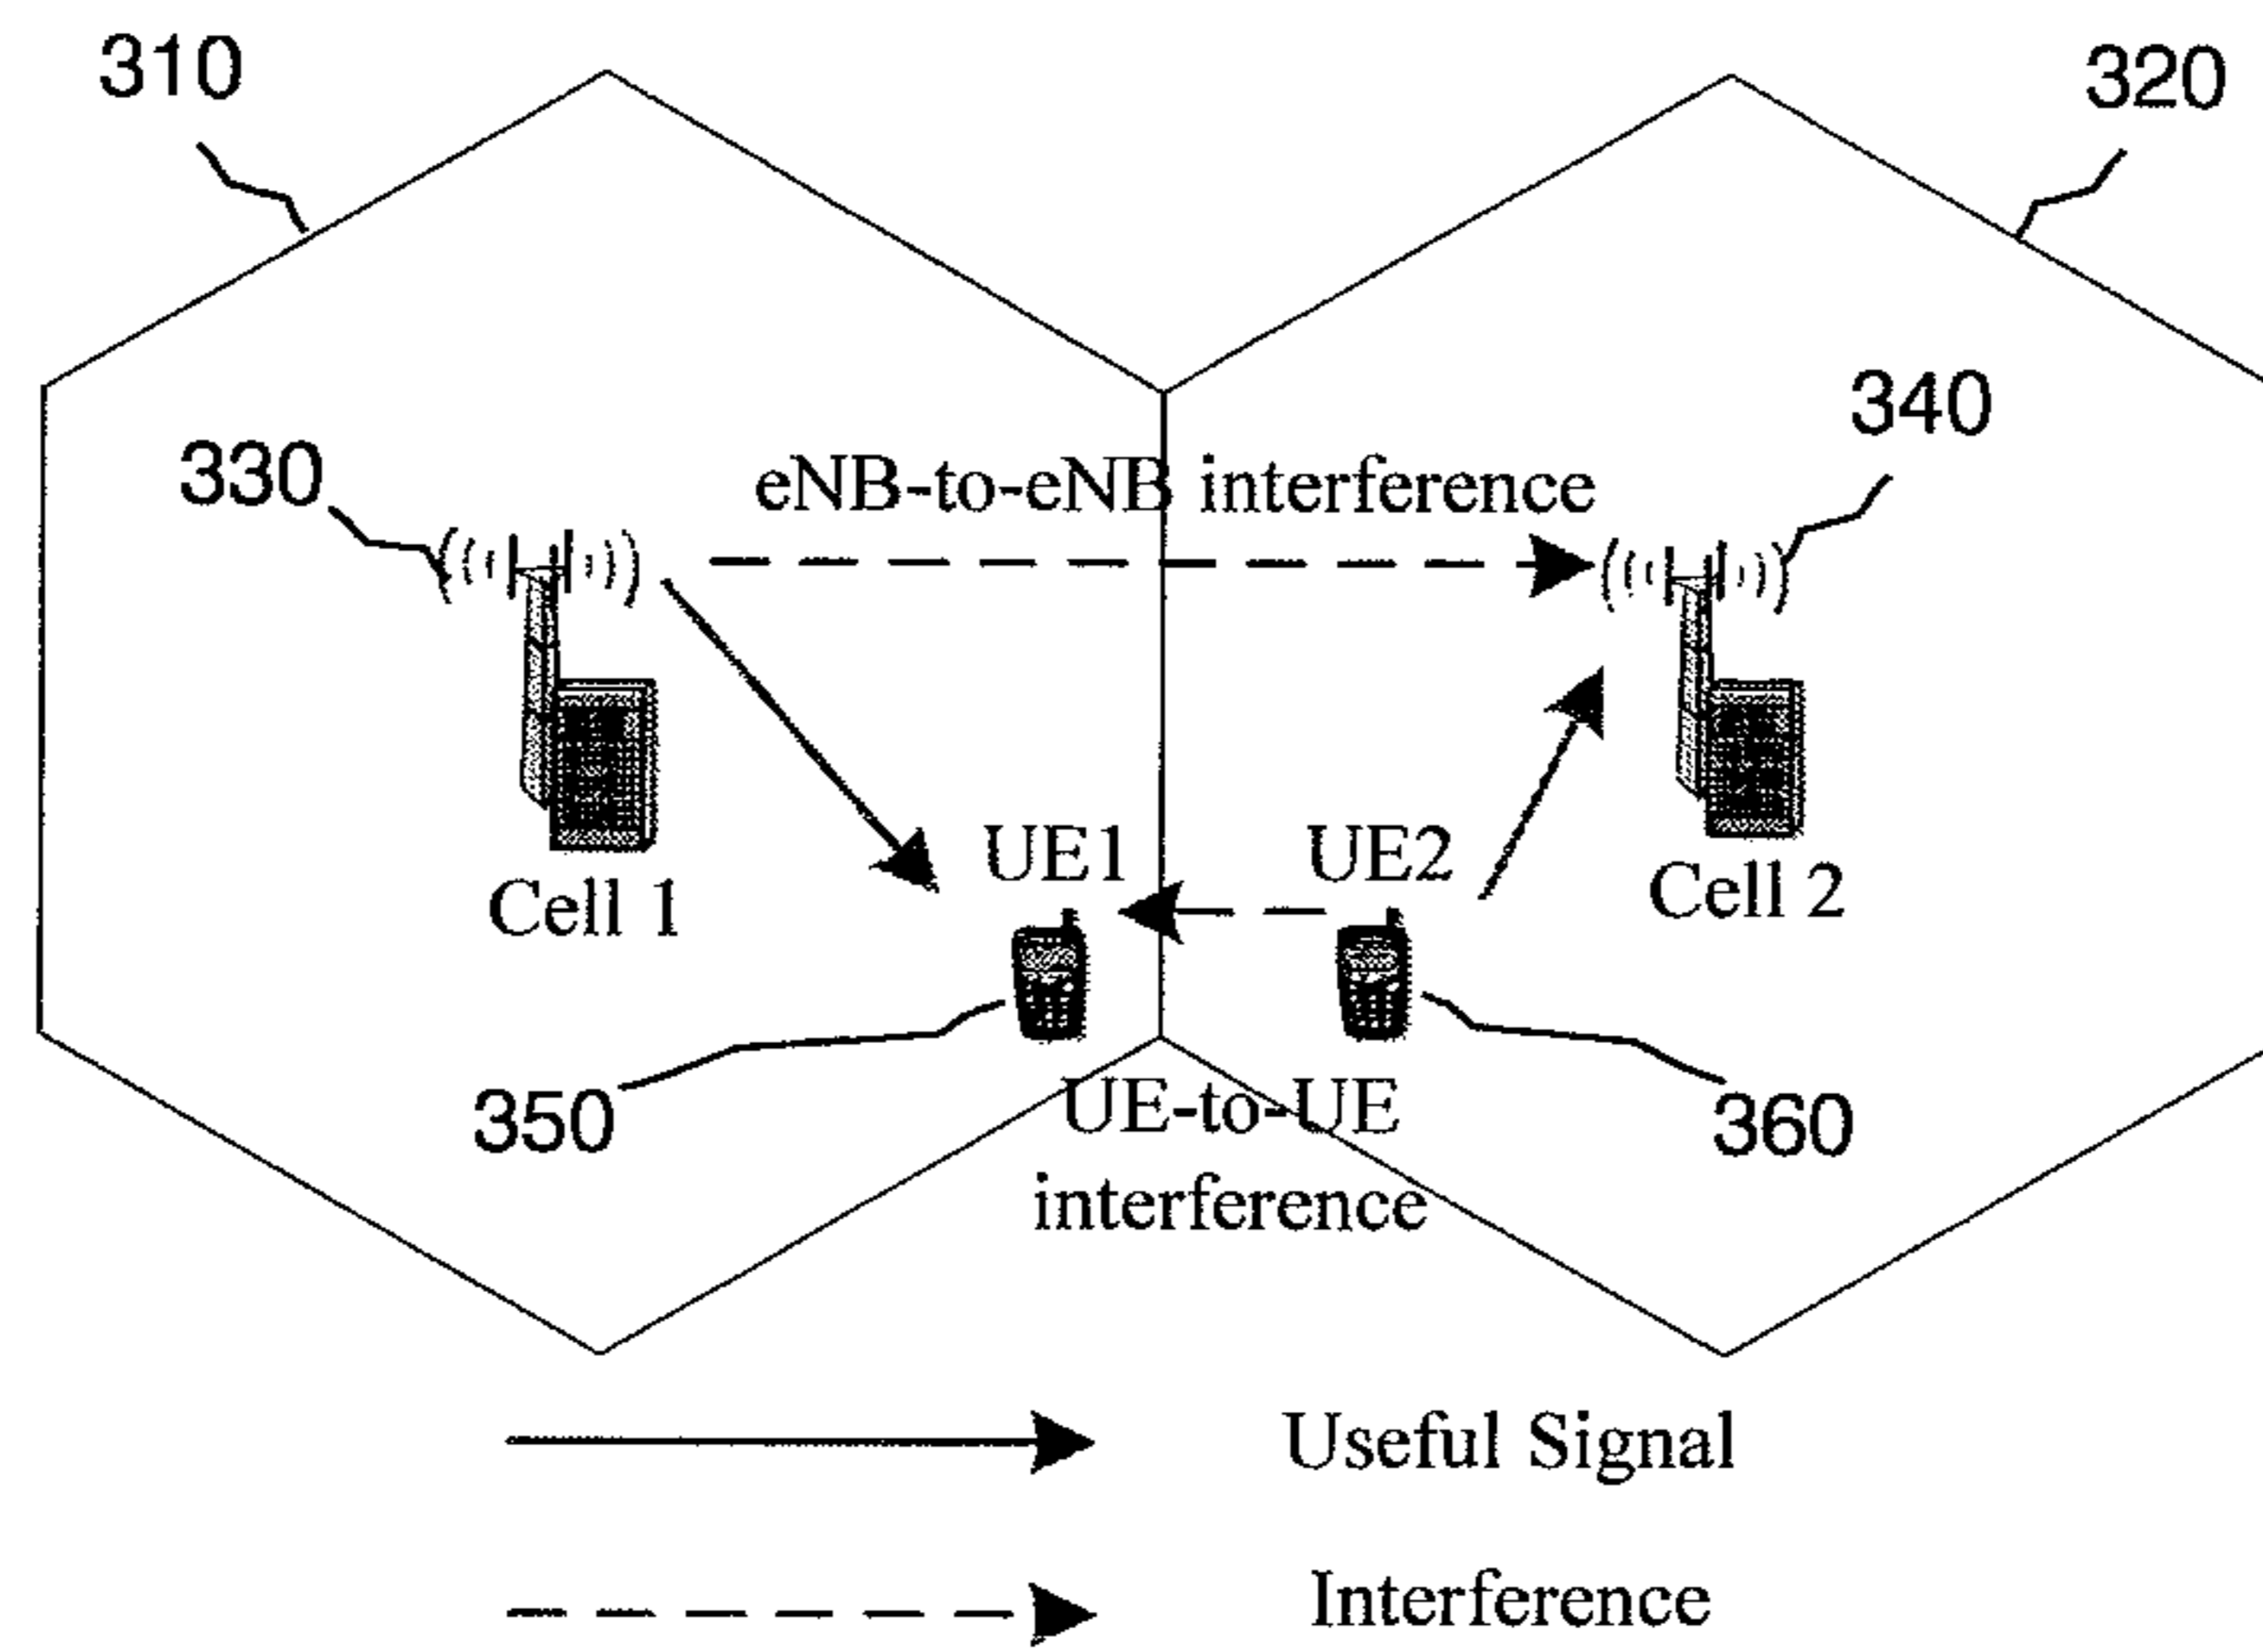 310
320
330
340
eNB-to-eNB interference
UE1
UE2
Cell 1
Cell 2
350
UE-to-UE
interference
360
Useful Signal
Interference